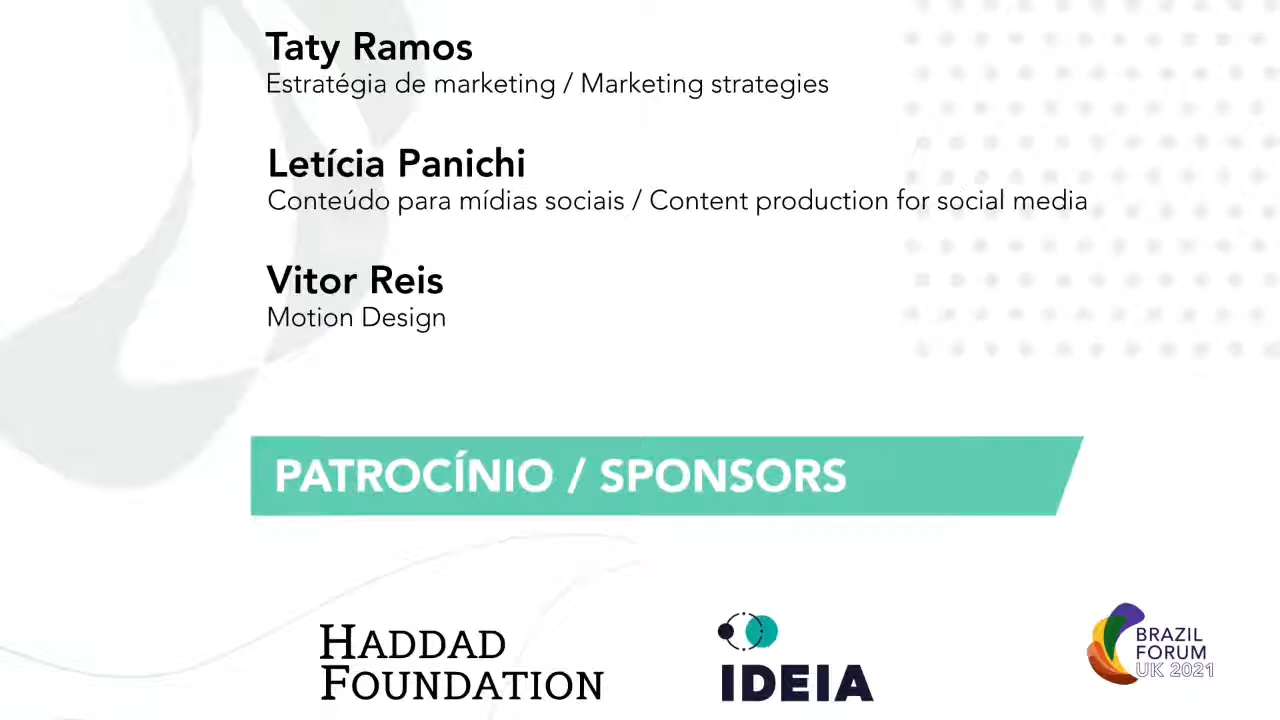 Taty Ramos
Estratégia de marketing / Marketing strategies
Letícia Panichi
Conteúdo para mídias sociais / Content production for social media
Vitor Reis
Motion Design
PATROCÍNIO / SPONSORS
HADDAD
FOUNDATION
IDEIA
BRAZIL
FORUM
UK 2021